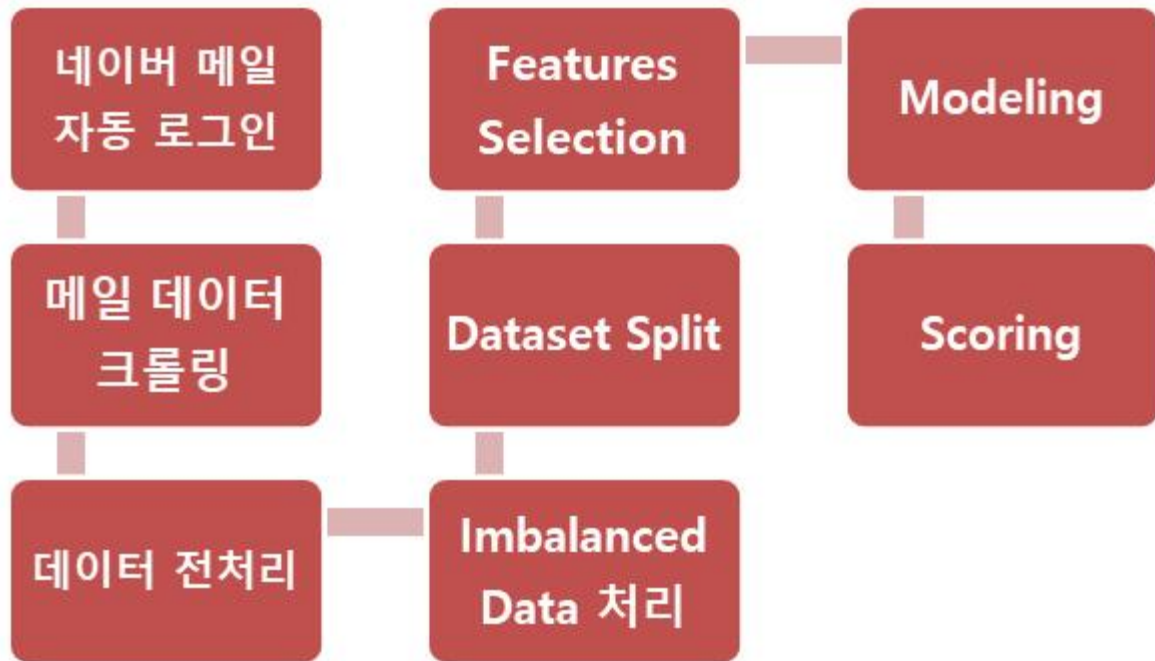 네이버 메일
자동 로그인
메일 데이터
크롤링
데이터 전처리
Imbalanced
Data 처리
Dataset Split
Features
Selection
Modeling
Scoring